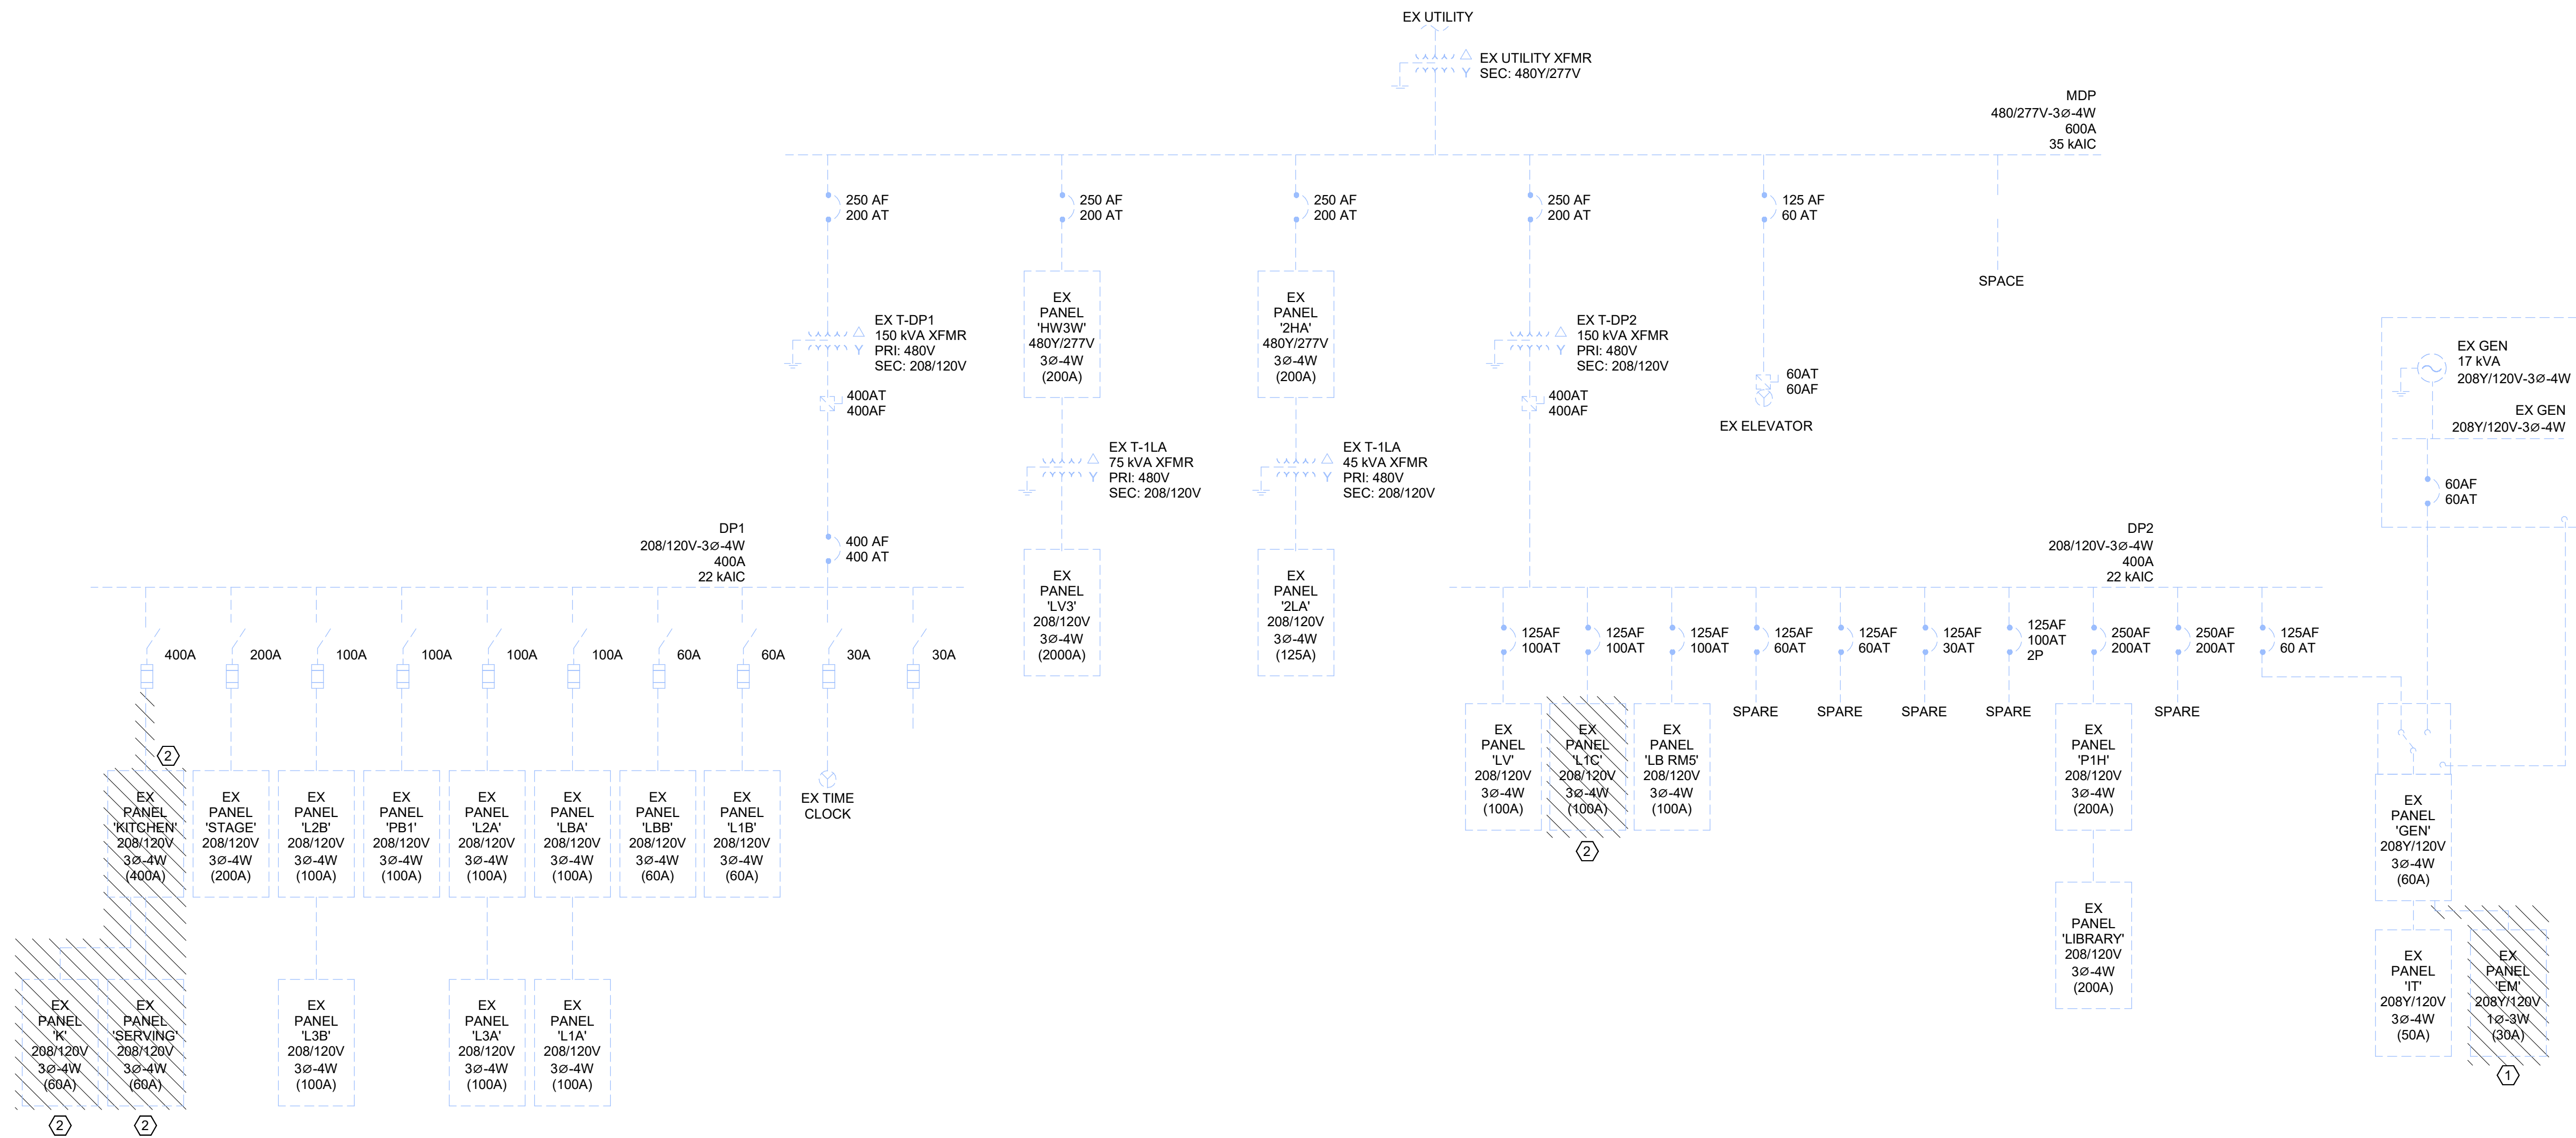 EX UTILITY
EX UTILITY XFMR
SEC: 480Y/277V
MDP
480/277V-3Ø-4W
600A
35 kAIC
250 AF
200 AT
250 AF
200 AT
250 AF
200 AT
250 AF
200 AT
125 AF
60 AT
SPACE
EX T-DP1
150 kVA XFMR
PRI: 480V
SEC: 208/120V
400AT
400AF
EX
PANEL
'HW3W'
480Y/277V
3Ø-4W
(200A)
EX
PANEL
'2HA'
480Y/277V
3Ø-4W
(200A)
EX T-DP2
150 kVA XFMR
PRI: 480V
SEC: 208/120V
400AT
400AF
60AT
60AF
EX ELEVATOR
EX GEN
17 kVA
208Y/120V-3Ø-4W
EX GEN
208Y/120V-3Ø-4W
60AF
60AT
EX T-1LA
75 kVA XFMR
PRI: 480V
SEC: 208/120V
EX T-1LA
45 kVA XFMR
PRI: 480V
SEC: 208/120V
DP1
208/120V-3Ø-4W
400A
22 kAIC
400 AF
400 AT
EX
PANEL
'LV3'
208/120V
3Ø-4W
(2000A)
EX
PANEL
'2LA'
208/120V
3Ø-4W
(125A)
DP2
208/120V-3Ø-4W
400A
22 kAIC
400A
200A
100A
100A
100A
100A
60A
60A
30A
30A
125AF
100AT
125AF
100AT
125AF
100AT
125AF
60AT
125AF
60AT
125AF
30AT
125AF
100AT
2P
250AF
200AT
250AF
200AT
125AF
60 AT
SPARE
SPARE
SPARE
SPARE
SPARE
EX
PANEL
'LV'
208/120V
3Ø-4W
(100A)
EX
PANEL
'L1C'
208/120V
3Ø-4W
(100A)
2
EX
PANEL
'LB RM5'
208/120V
3Ø-4W
(100A)
EX
PANEL
'P1H'
208/120V
3Ø-4W
(200A)
2
EX
PANEL
'KITCHEN'
208/120V
3Ø-4W
(400A)
EX
PANEL
'STAGE'
208/120V
3Ø-4W
(200A)
EX
PANEL
'L2B'
208/120V
3Ø-4W
(100A)
EX
PANEL
'PB1'
208/120V
3Ø-4W
(100A)
EX
PANEL
'L2A'
208/120V
3Ø-4W
(100A)
EX
PANEL
'LBA'
208/120V
3Ø-4W
(100A)
EX
PANEL
'LBB'
208/120V
3Ø-4W
(60A)
EX
PANEL
'L1B'
208/120V
3Ø-4W
(60A)
EX TIME
CLOCK
EX
PANEL
'GEN'
208Y/120V
3Ø-4W
(60A)
EX
PANEL
'LIBRARY'
208/120V
3Ø-4W
(200A)
EX
PANEL
'IT'
208Y/120V
3Ø-4W
(50A)
EX
PANEL
'EM'
208Y/120V
1Ø-3W
(30A)
1
EX
PANEL
'K'
208/120V
3Ø-4W
(60A)
2
EX
PANEL
'SERVING'
208/120V
3Ø-4W
(60A)
2
EX
PANEL
'L3B'
208/120V
3Ø-4W
(100A)
EX
PANEL
'L3A'
208/120V
3Ø-4W
(100A)
EX
PANEL
'L1A'
208/120V
3Ø-4W
(100A)